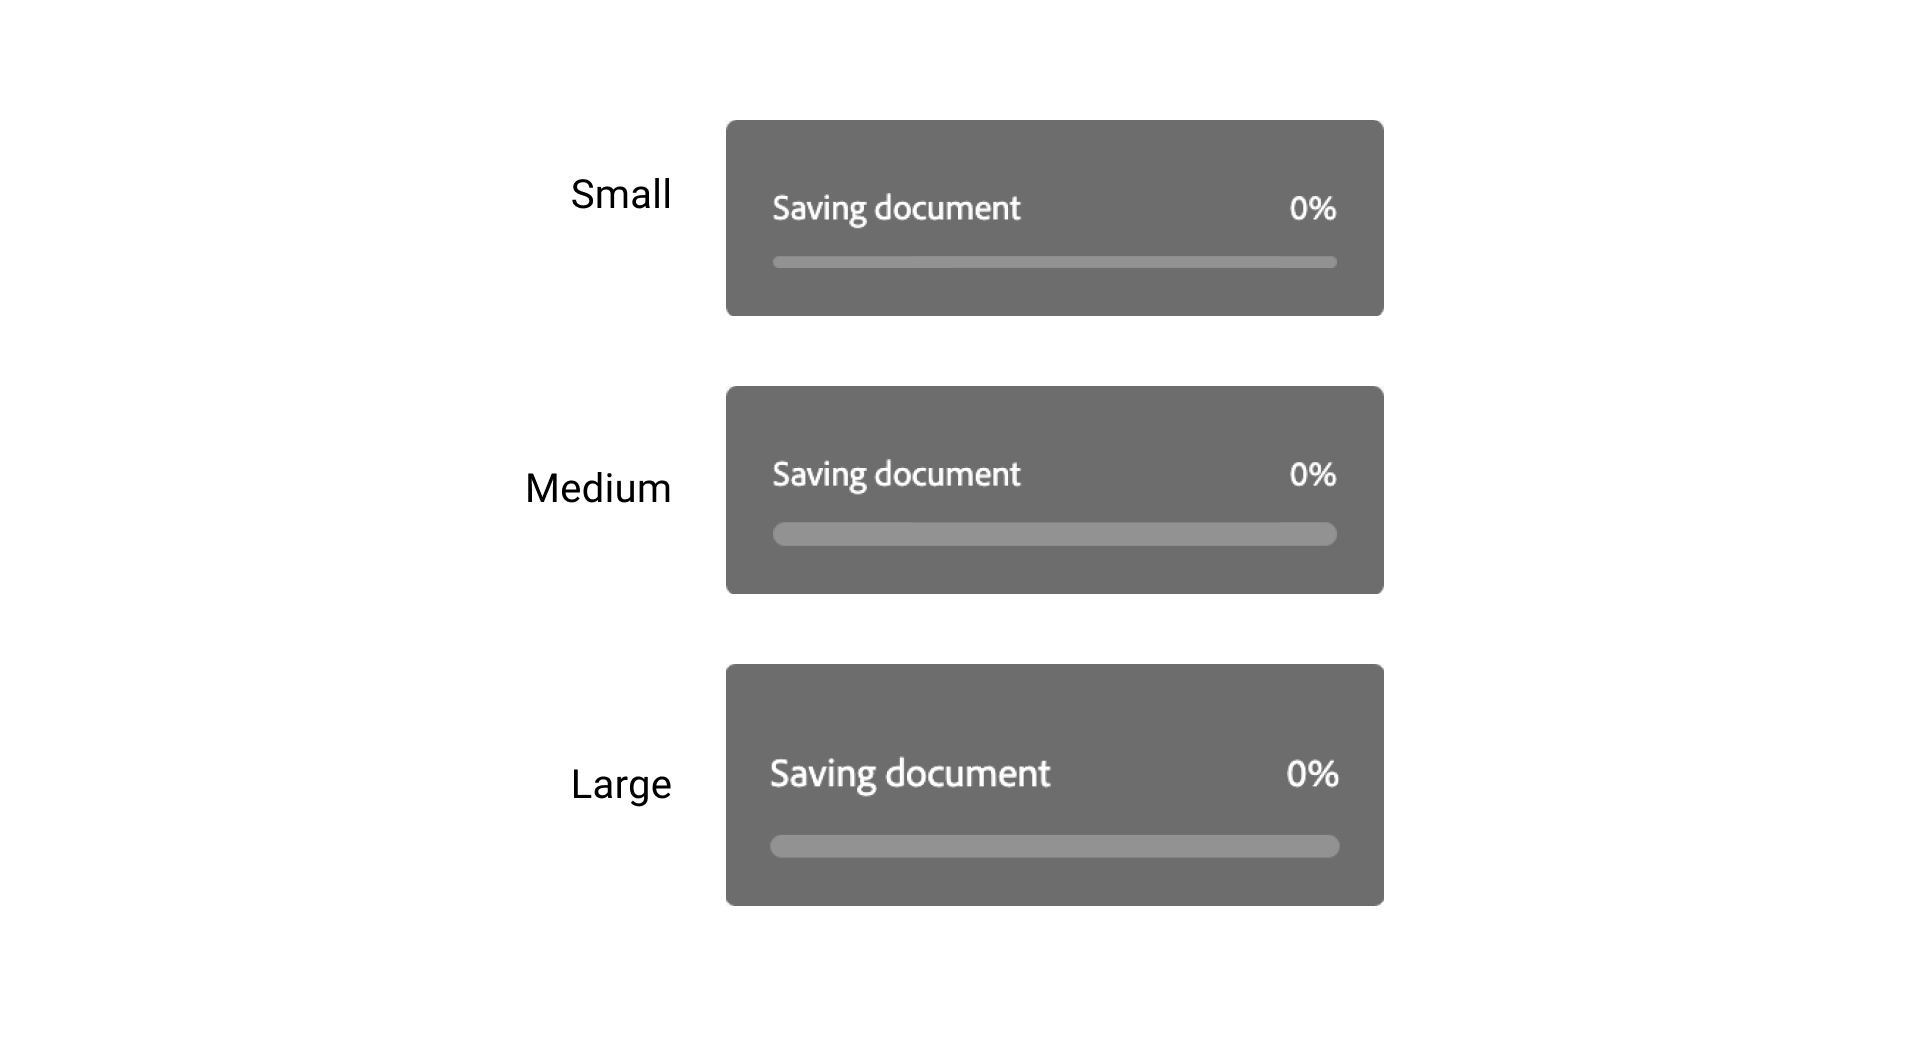 Small
Saving document 0%
Medium
Saving document 0%
Large
Saving document 0%